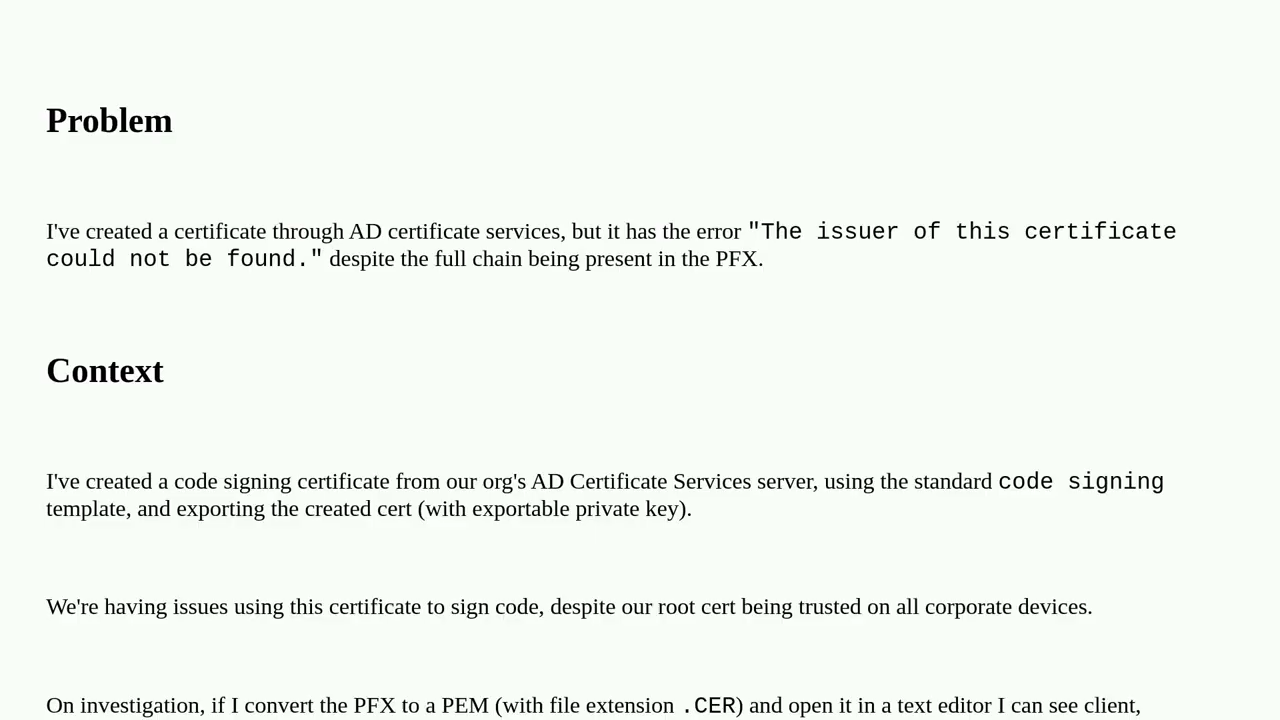 Problem
I've created a certificate through AD certificate services, but it has the error "The issuer of this certificate
could not be found." despite the full chain being present in the PFX.
Context
I've created a code signing certificate from our org's AD Certificate Services server, using the standard code signing
template, and exporting the created cert (with exportable private key).
We're having issues using this certificate to sign code, despite our root cert being trusted on all corporate devices.
On investigation, if I convert the PFX to a PEM (with file extension .CER) and open it in a text editor I can see client,